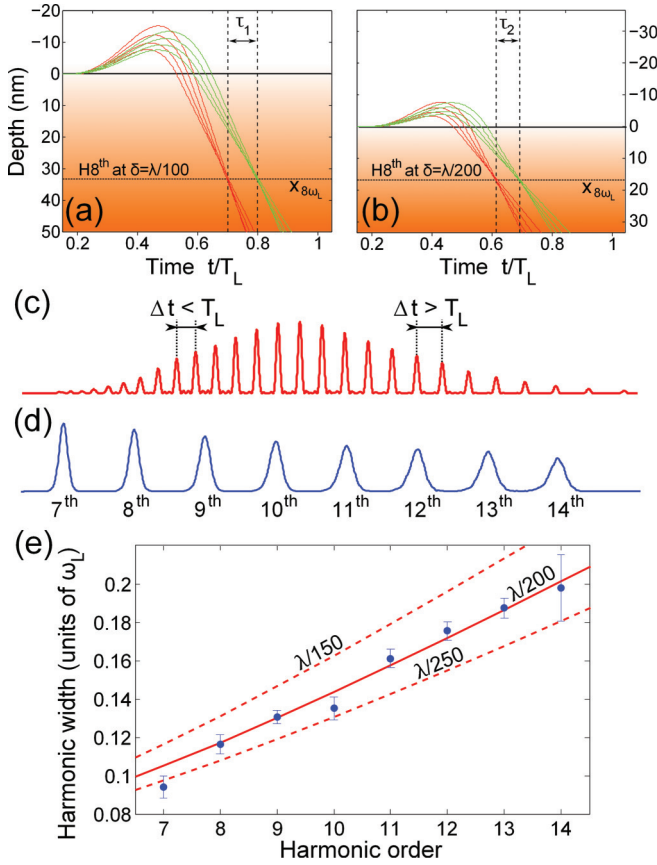 -20
-10
0
10
20
30
40
50
Depth (nm)
τ1
H8th at δ=λ/100
x8ωL
(a)
0.2 0.4 0.6 0.8 1
Time t/TL
τ2
-30
-20
-10
0
10
20
30
H8th at δ=λ/200
x8ωL
(b)
0.2 0.4 0.6 0.8 1
Time t/TL
(c)
Δt < TL
Δt > TL
(d)
7th 8th 9th 10th 11th 12th 13th 14th
(e)
Harmonic width (units of ωL)
0.2
0.18
0.16
0.14
0.12
0.1
0.08
λ/150
λ/200
λ/250
7 8 9 10 11 12 13 14
Harmonic order